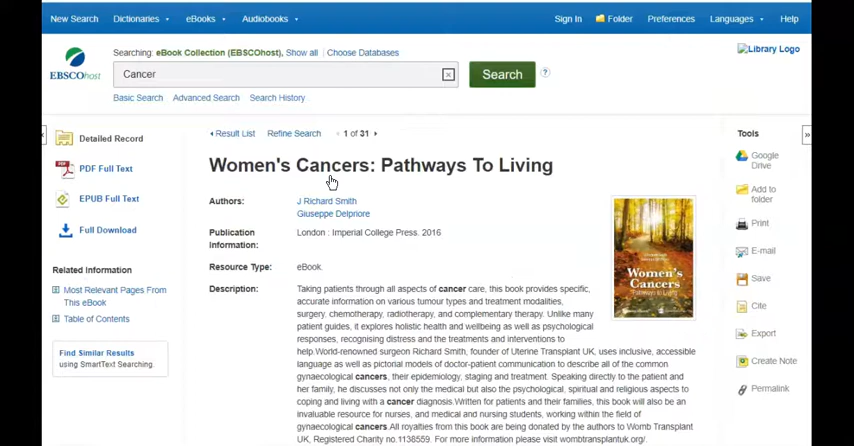 New Search Dictionaries eBooks Audiobooks Sign In Folder Preferences Languages Help
Searching: eBook Collection (EBSCOhost), Show all | Choose Databases
Library Logo
EBSCOhost
Cancer
Search
Basic Search Advanced Search Search History
Detailed Record
PDF Full Text
EPUB Full Text
Full Download
Related Information
Most Relevant Pages From
This eBook
Table of Contents
Find Similar Results
using SmartText Searching.
Result List Refine Search 1 of 31
Women's Cancers: Pathways To Living
Authors: J Richard Smith
Giuseppe Delpriore
Publication London : Imperial College Press. 2016
Information:
Resource Type: eBook
Description: Taking patients through all aspects of cancer care, this book provides specific,
accurate information on various tumour types and treatment modalities,
surgery, chemotherapy, radiotherapy, and complementary therapy. Unlike many
patient guides, it explores holistic health and wellbeing as well as psychological
responses, recognising distress and the treatments and interventions to
help.World-renowned surgeon Richard Smith, founder of Uterine Transplant UK, uses inclusive, accessible
language as well as pictorial models of doctor-patient communication to describe all of the common
gynaecological cancers, their epidemiology, staging and treatment. Speaking directly to the patient and
her family, he discusses not only the medical but also the psychological, spiritual and religious aspects to
coping and living with a cancer diagnosis.Written for patients and their families, this book will also be an
invaluable resource for nurses, and medical and nursing students, working within the field of
gynaecological cancers.All royalties from this book are being donated by the authors to Womb Transplant
UK, Registered Charity no.1138559. For more information please visit wombtransplantuk.org/.
Women's
Cancers
Pathways to Living
Tools
Google
Drive
Add to
folder
Print
E-mail
Save
Cite
Export
Create Note
Permalink